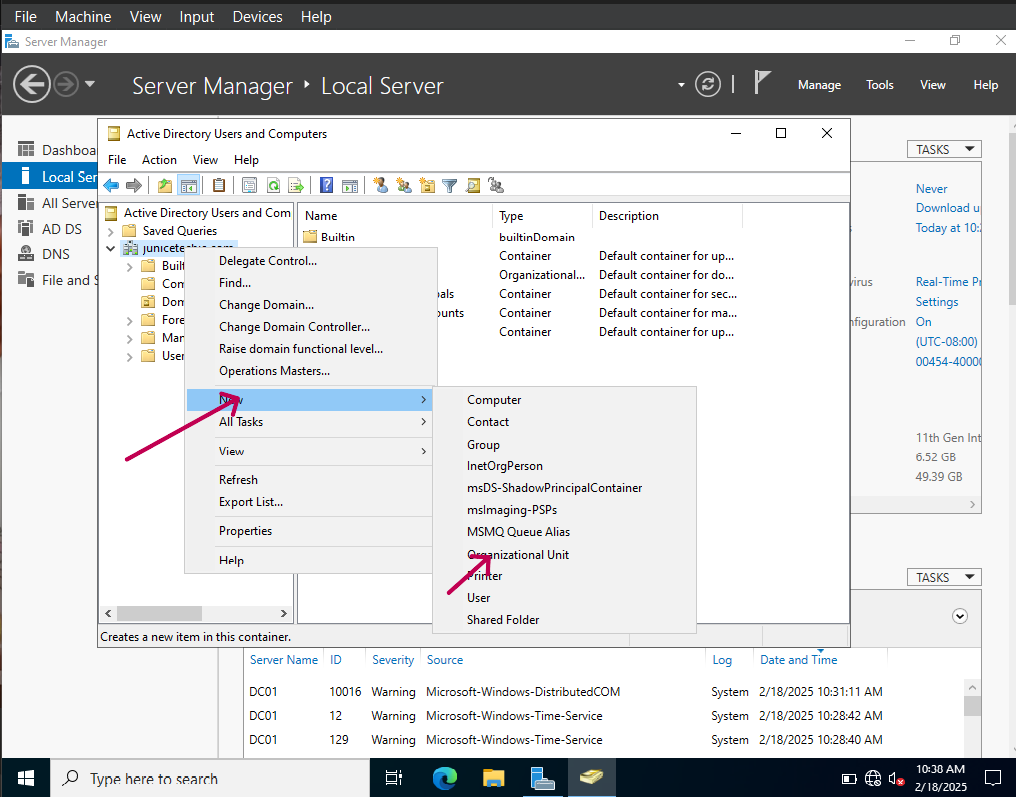 File Machine View Input Devices Help
Server Manager
Server Manager Local Server
Manage Tools View Help
Dashboa
Local Ser
All Server
AD DS
DNS
File and S
Active Directory Users and Computers
File Action View Help
Active Directory Users and Com
Saved Queries
Built
Com
Dom
Fore
Man
User
Name Type Description
Builtin builtinDomain
Container Default container for up...
Organizational... Default container for do...
als Container Default container for sec...
ounts Container Default container for ma...
Container Default container for up...
Delegate Control...
Find...
Change Domain...
Change Domain Controller...
Raise domain functional level...
Operations Masters...
New
All Tasks
View
Refresh
Export List...
Properties
Help
Computer
Contact
Group
InetOrgPerson
msDS-ShadowPrincipalContainer
msImaging-PSPs
MSMQ Queue Alias
Organizational Unit
Printer
User
Shared Folder
Creates a new item in this container.
TASKS
Never
Download u
Today at 10:
virus Real-Time Pr
Settings
figuration On
(UTC-08:00)
00454-40000
11th Gen Int
6.52 GB
49.39 GB
TASKS
Server Name ID Severity Source Log Date and Time
DC01 10016 Warning Microsoft-Windows-DistributedCOM System 2/18/2025 10:31:11 AM
DC01 12 Warning Microsoft-Windows-Time-Service System 2/18/2025 10:28:42 AM
DC01 129 Warning Microsoft-Windows-Time-Service System 2/18/2025 10:28:40 AM
Type here to search
10:38 AM
2/18/2025